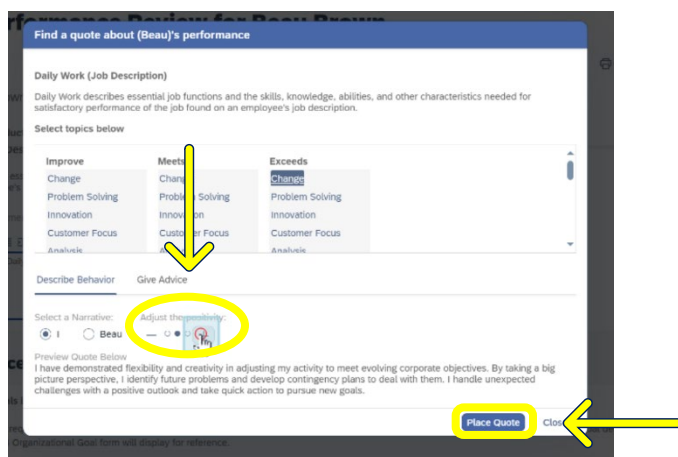 Performance Review for Beau Brown
Find a quote about (Beau)'s performance
Daily Work (Job Description)
Daily Work describes essential job functions and the skills, knowledge, abilities, and other characteristics needed for
satisfactory performance of the job found on an employee's job description.
Select topics below
Improve Meets Exceeds
Change Change Change
Problem Solving Problem Solving Problem Solving
Innovation Innovation Innovation
Customer Focus Customer Focus Customer Focus
Analysis Analysis
Describe Behavior Give Advice
Select a Narrative: Adjust the positivity:
I Beau
Preview Quote Below
I have demonstrated flexibility and creativity in adjusting my activity to meet evolving corporate objectives. By taking a big
picture perspective, I identify future problems and develop contingency plans to deal with them. I handle unexpected
challenges with a positive outlook and take quick action to pursue new goals.
Place Quote Close
Organizational Goal form will display for reference.